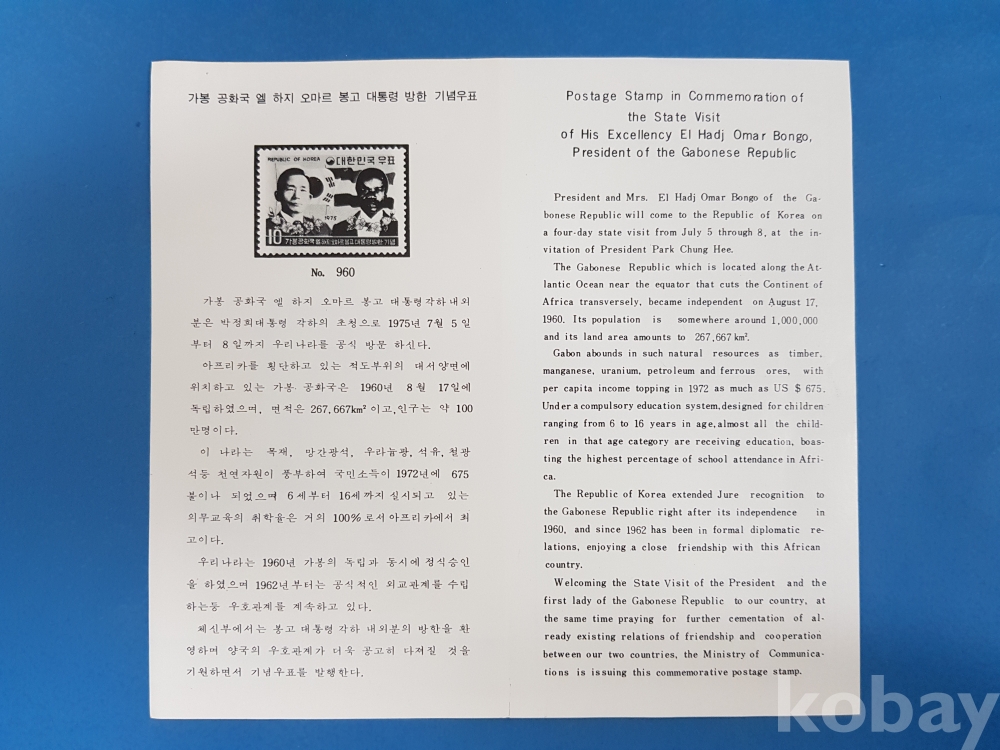 가봉 공화국 엘 하지 오마르 봉고 대통령 방한 기념우표
REPUBLIC OF KOREA 대한민국우표
1975
10 가봉공화국엘하지오마르봉고대통령방한기념
No. 960
가봉 공화국 엘 하지 오마르 봉고 대통령각하내외
분은 박정희대통령 각하의 초청으로 1975년 7월 5일
부터 8일까지 우리나라를 공식 방문 하신다.
아프리카를 횡단하고 있는 적도부위의 대서양면에
위치하고 있는 가봉 공화국은 1960년 8월 17일에
독립하였으며, 면적은 267,667km² 이고,인구는 약 100
만명이다.
이 나라는 목재, 망간광석, 우라늄광, 석유, 철광
석등 천연자원이 풍부하여 국민소득이 1972년에 675
불이나 되었으며 6세부터 16세까지 실시되고 있는
의무교육의 취학율은 거의 100%로서아프리카에서 최
고이다.
우리나라는 1960년 가봉의 독립과 동시에 정식승인
을 하였으며 1962년부터는 공식적인 외교관계를 수립
하는등 우호관계를 계속하고 있다.
체신부에서는 봉고 대통령 각하 내외분의 방한을 환
영하며 양국의 우호관계가 더욱 공고히 다져질 것을
기원하면서 기념우표를 발행한다.
Postage Stamp in Commemoration of
the State Visit
of His Excellency El Hadj Omar Bongo,
President of the Gabonese Republic
President and Mrs. El Hadj Omar Bongo of the Ga-
bonese Republic will come to the Republic of Korea on
a four-day state visit from July 5 through 8, at the in-
vitation of President Park Chung Hee.
The Gabonese Republic which is located along the At-
lantic Ocean near the equator that cuts the Continent of
Africa transversely, became independent on August 17,
1960. Its population is somewhere around 1,000,000
and its land area amounts to 267,667 km².
Gabon abounds in such natural resources as timber,
manganese, uranium, petroleum and ferrous ores, with
per capita income topping in 1972 as much as US $ 675.
Under a compulsory education system, designed for children
ranging from 6 to 16 years in age, almost all the child-
ren in that age category are receiving education, boas-
ting the highest percentage of school attendance in Afri-
ca.
The Republic of Korea extended Jure recognition to
the Gabonese Republic right after its independence in
1960, and since 1962 has been in formal diplomatic re-
lations, enjoying a close friendship with this African
country.
Welcoming the State Visit of the President and the
first lady of the Gabonese Republic to our country, at
the same time praying for further cementation of al-
ready existing relations of friendship and cooperation
between our two countries, the Ministry of Communica-
tions is issuing this commemorative postage stamp.
kobay